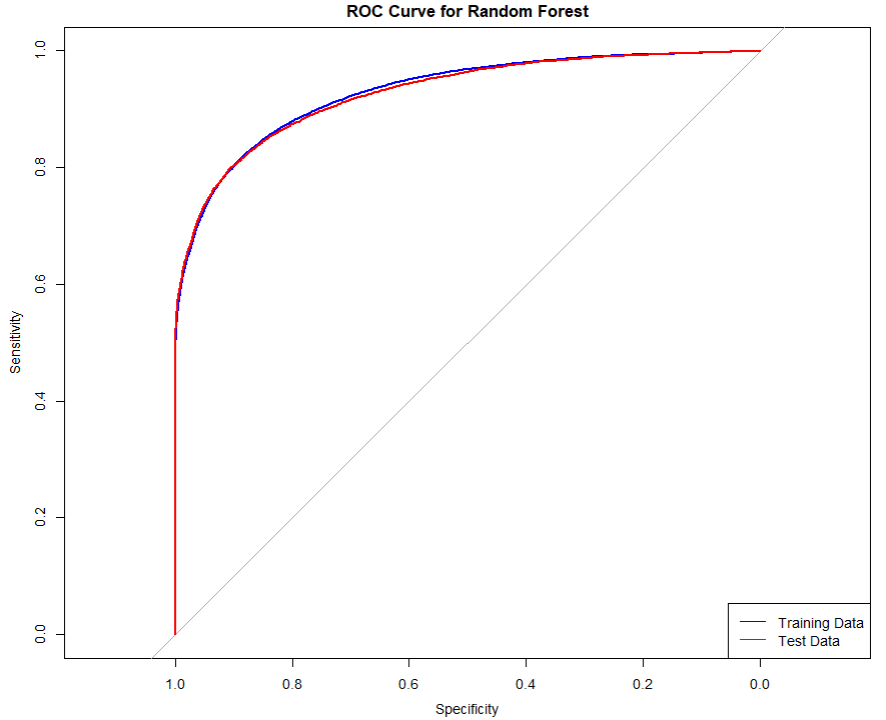 ROC Curve for Random Forest
1.0
0.8
0.6
0.4
0.2
0.0
Sensitivity
Training Data
Test Data
1.0 0.8 0.6 0.4 0.2 0.0
Specificity